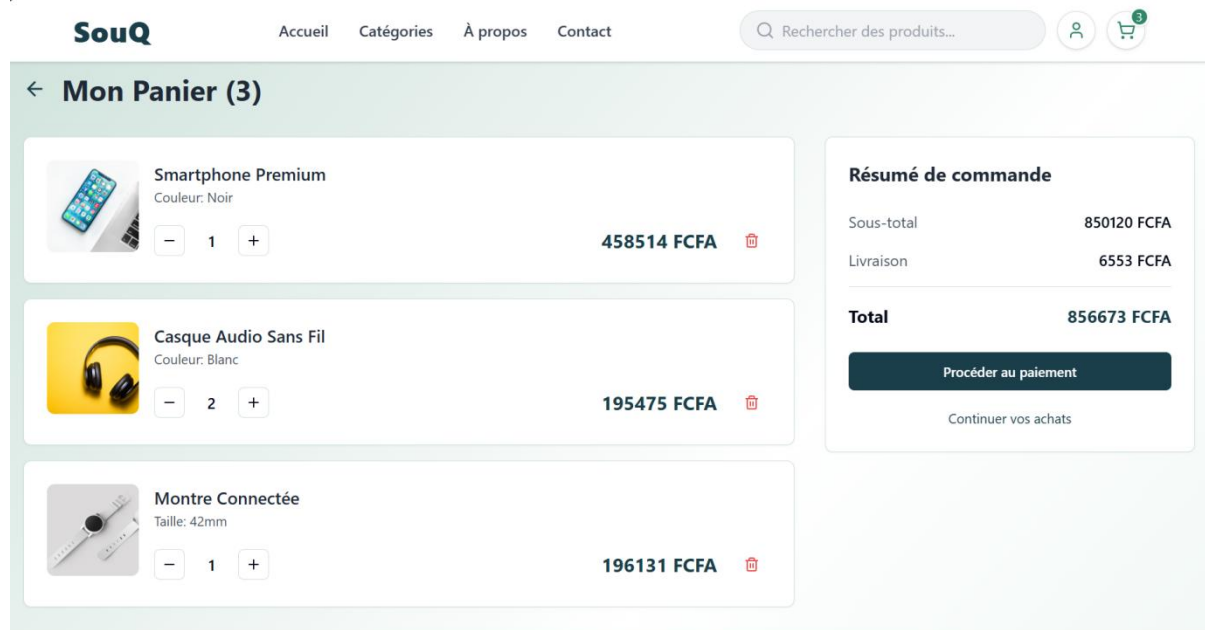 SouQ
Accueil Catégories À propos Contact
Rechercher des produits...
3
Mon Panier (3)
Smartphone Premium
Couleur: Noir
− 1 +
458514 FCFA
Casque Audio Sans Fil
Couleur: Blanc
− 2 +
195475 FCFA
Montre Connectée
Taille: 42mm
− 1 +
196131 FCFA
Résumé de commande
Sous-total 850120 FCFA
Livraison 6553 FCFA
Total 856673 FCFA
Procéder au paiement
Continuer vos achats